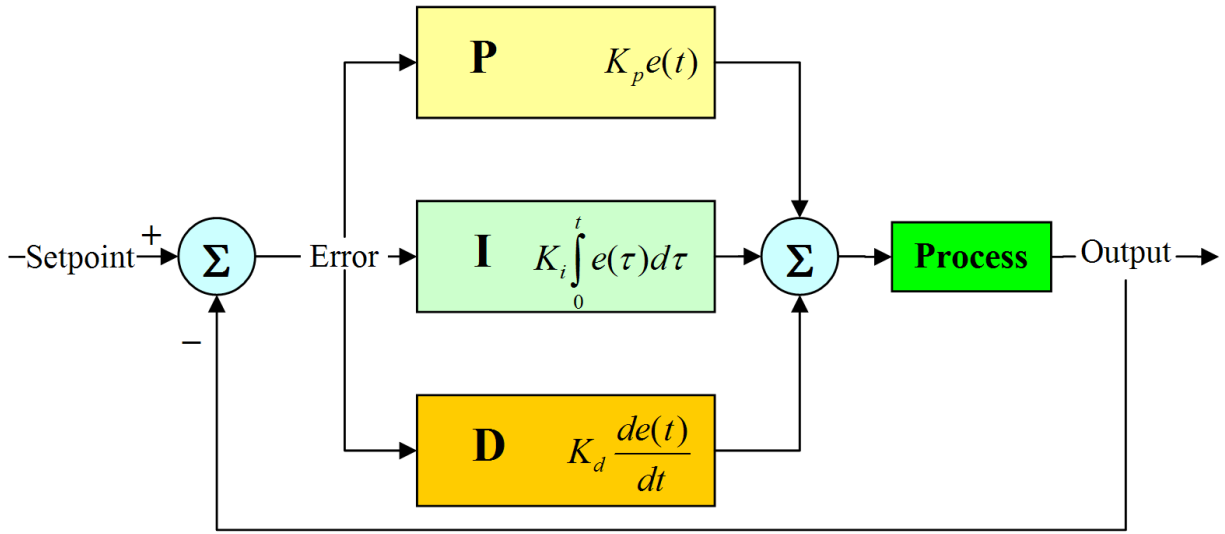 P K_p e(t)
–Setpoint + Σ Error I K_i ∫_0^t e(τ)dτ Σ Process Output
−
D K_d de(t)/dt